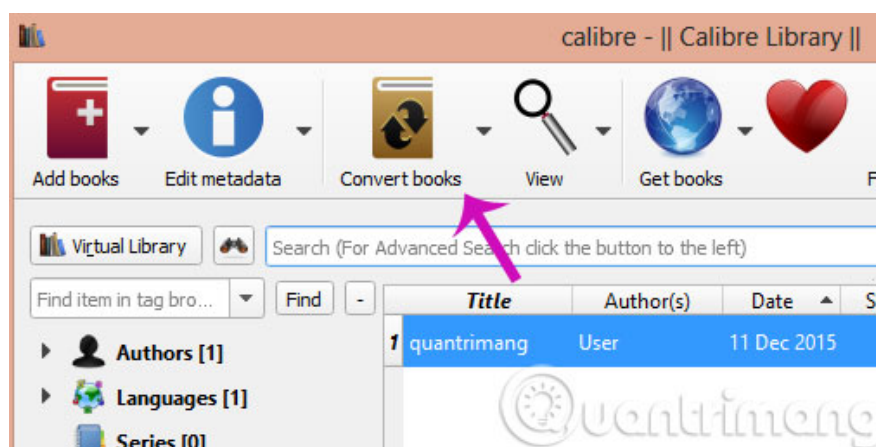 calibre - || Calibre Library ||
Add books Edit metadata Convert books View Get books F
Virtual Library Search (For Advanced Search click the button to the left)
Find item in tag bro... Find - Title Author(s) Date S
1 quantrimang User 11 Dec 2015
Authors [1]
Languages [1]
Quantrimang
Series [0]